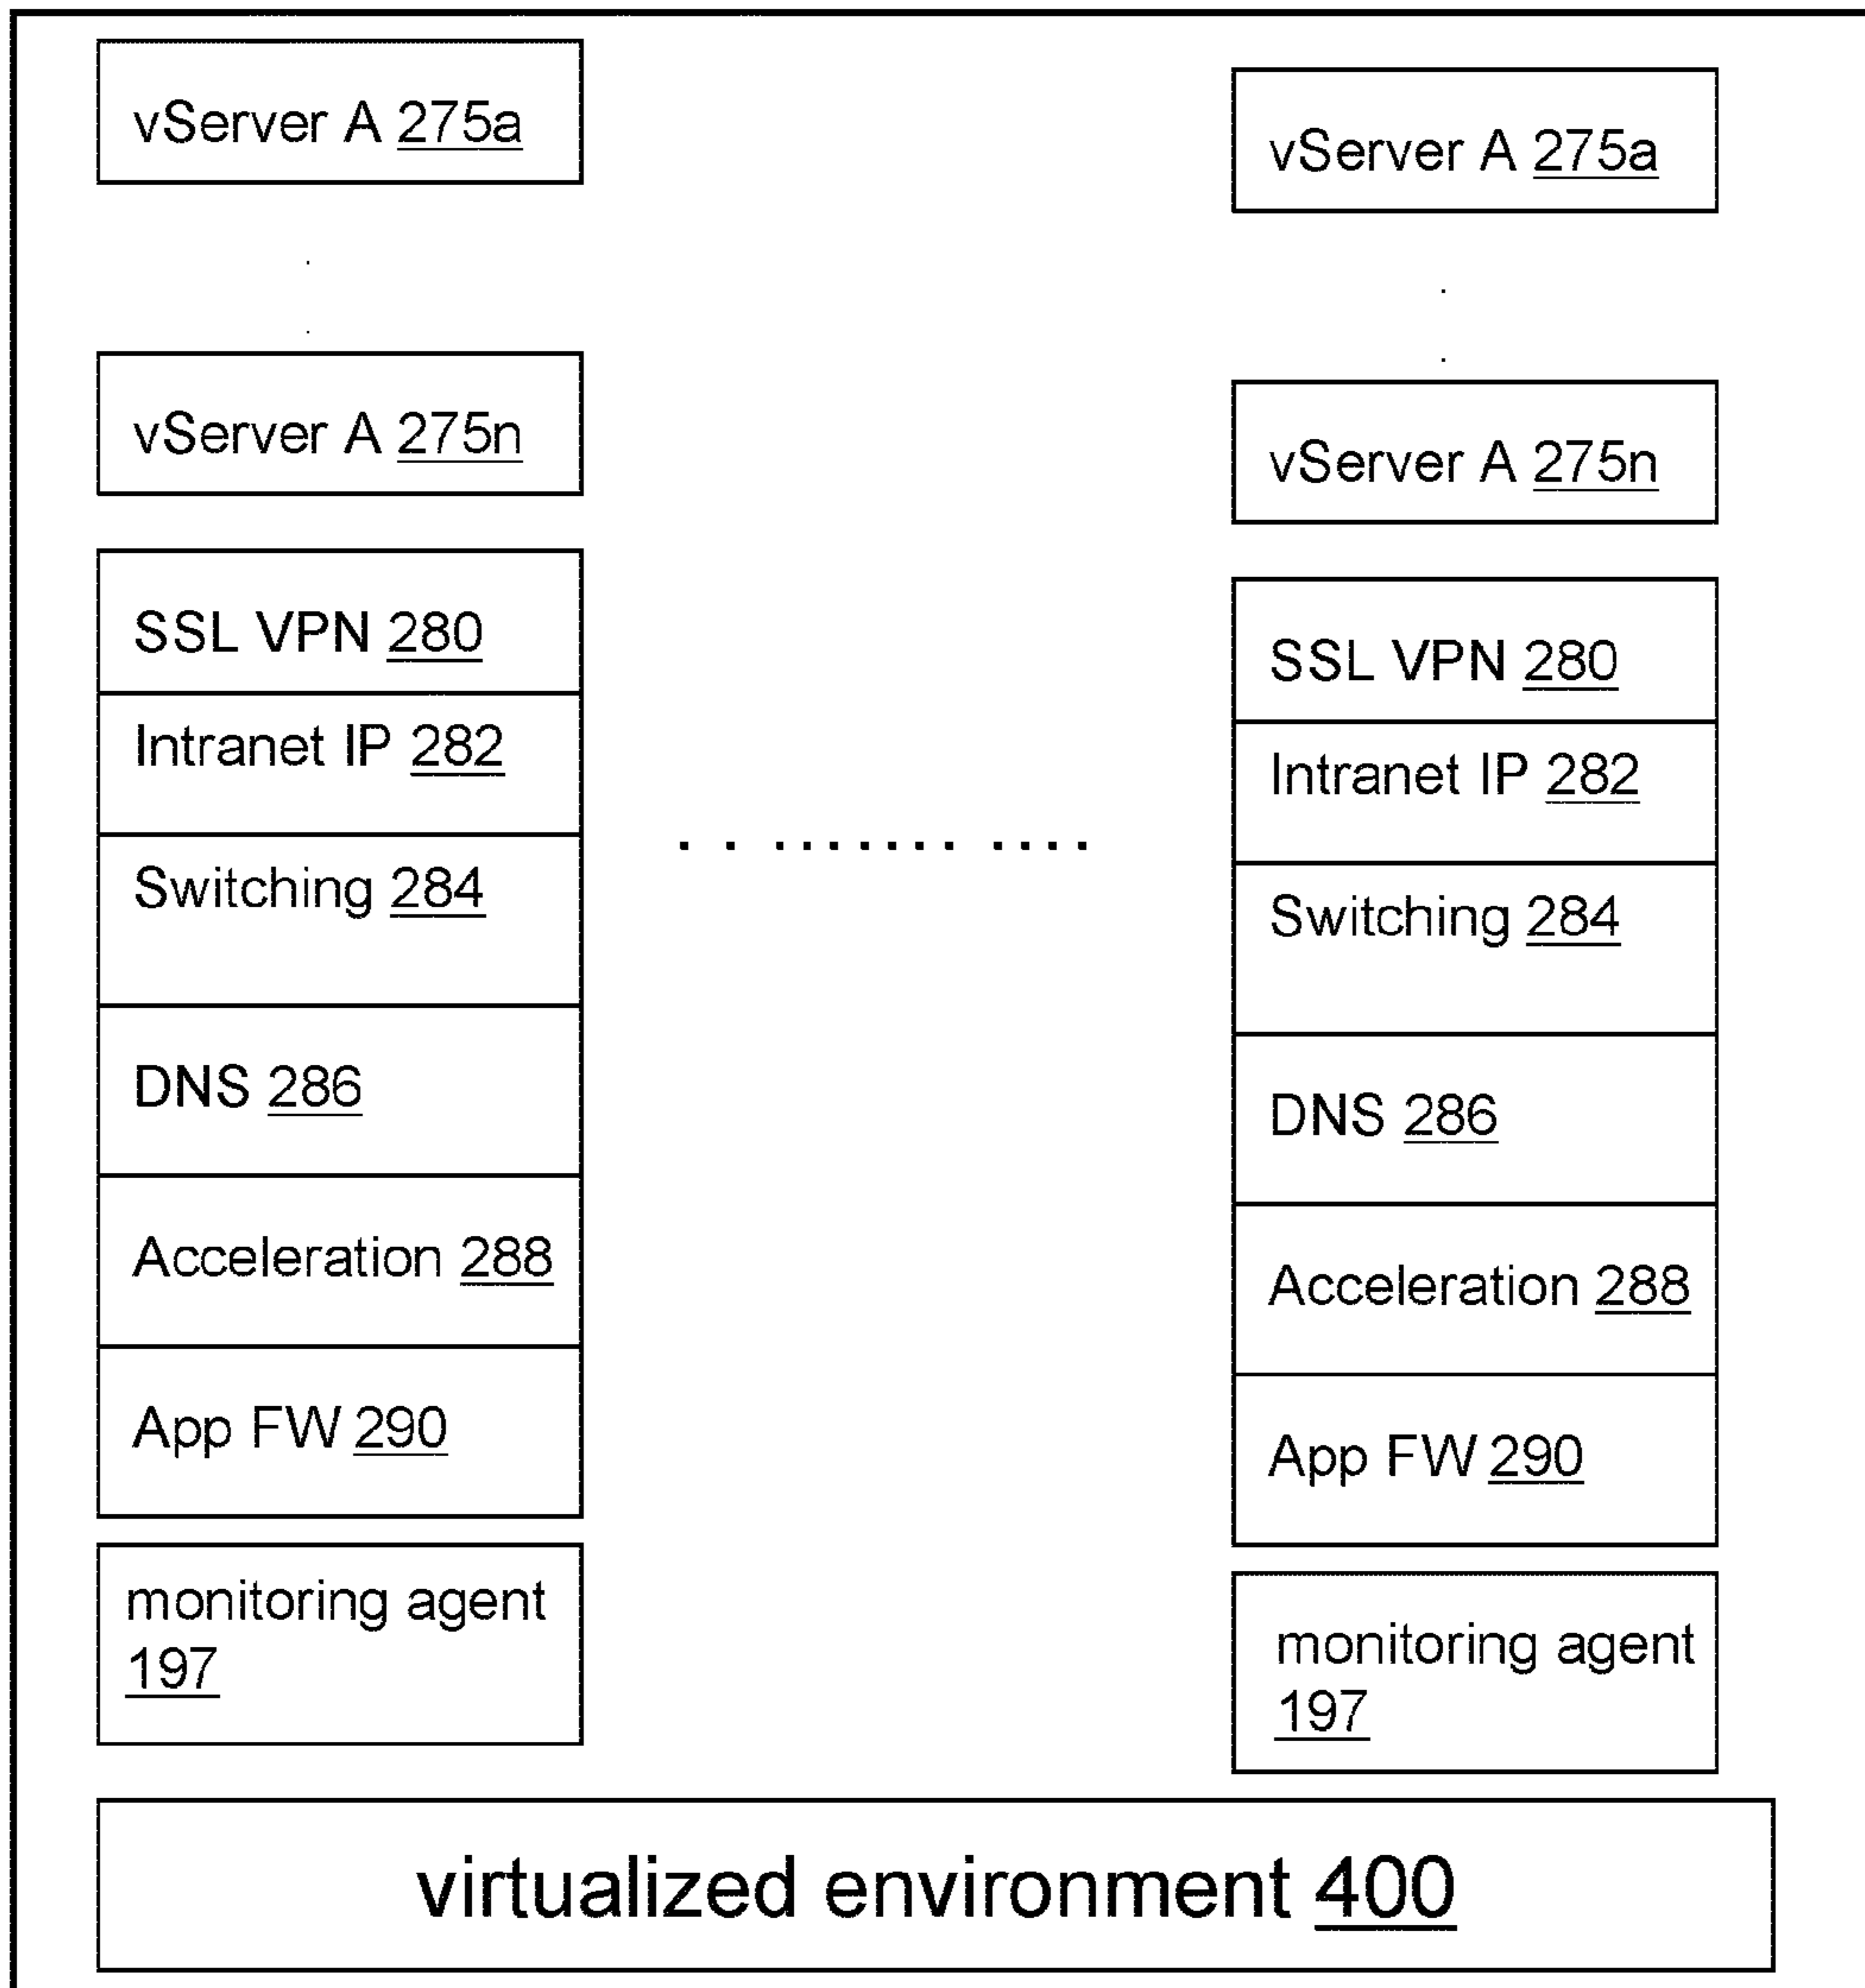 vServer A 275a
vServer A 275n
SSL VPN 280
Intranet IP 282
Switching 284
DNS 286
Acceleration 288
App FW 290
monitoring agent
197
vServer A 275a
vServer A 275n
SSL VPN 280
Intranet IP 282
Switching 284
DNS 286
Acceleration 288
App FW 290
monitoring agent
197
virtualized environment 400